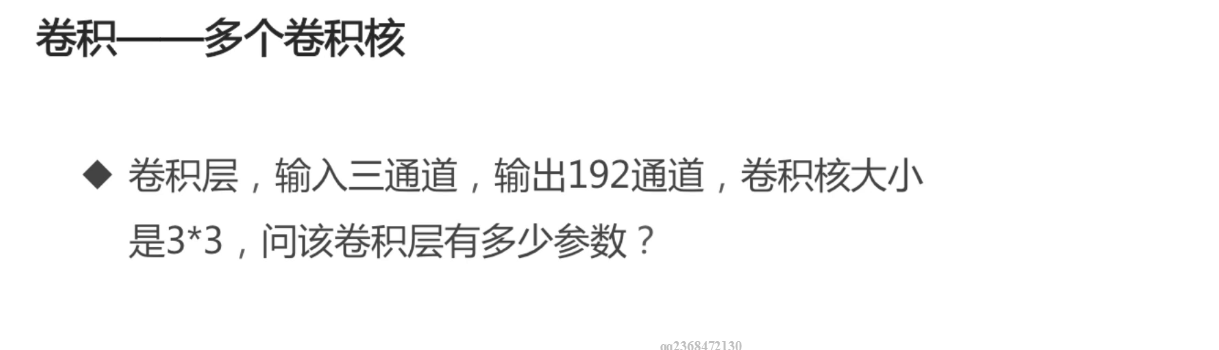 卷积——多个卷积核
◆ 卷积层，输入三通道，输出192通道，卷积核大小
是3*3，问该卷积层有多少参数？
qq2368472130